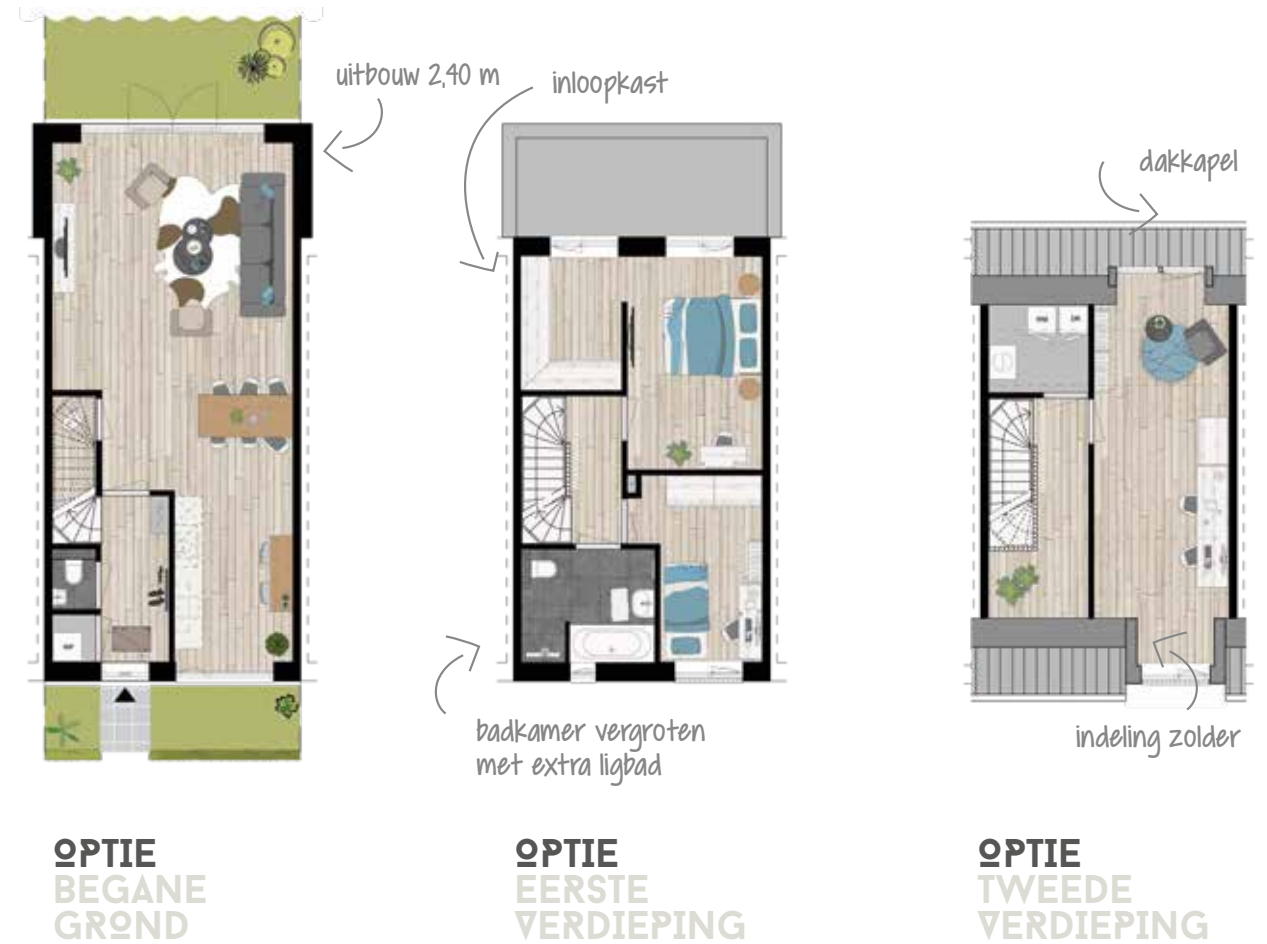 uitbouw 2,40 m
inloopkast
dakkapel
badkamer vergroten
met extra ligbad
indeling zolder
OPTIE
BEGANE
GROND
OPTIE
EERSTE
VERDIEPING
OPTIE
TWEEDE
VERDIEPING